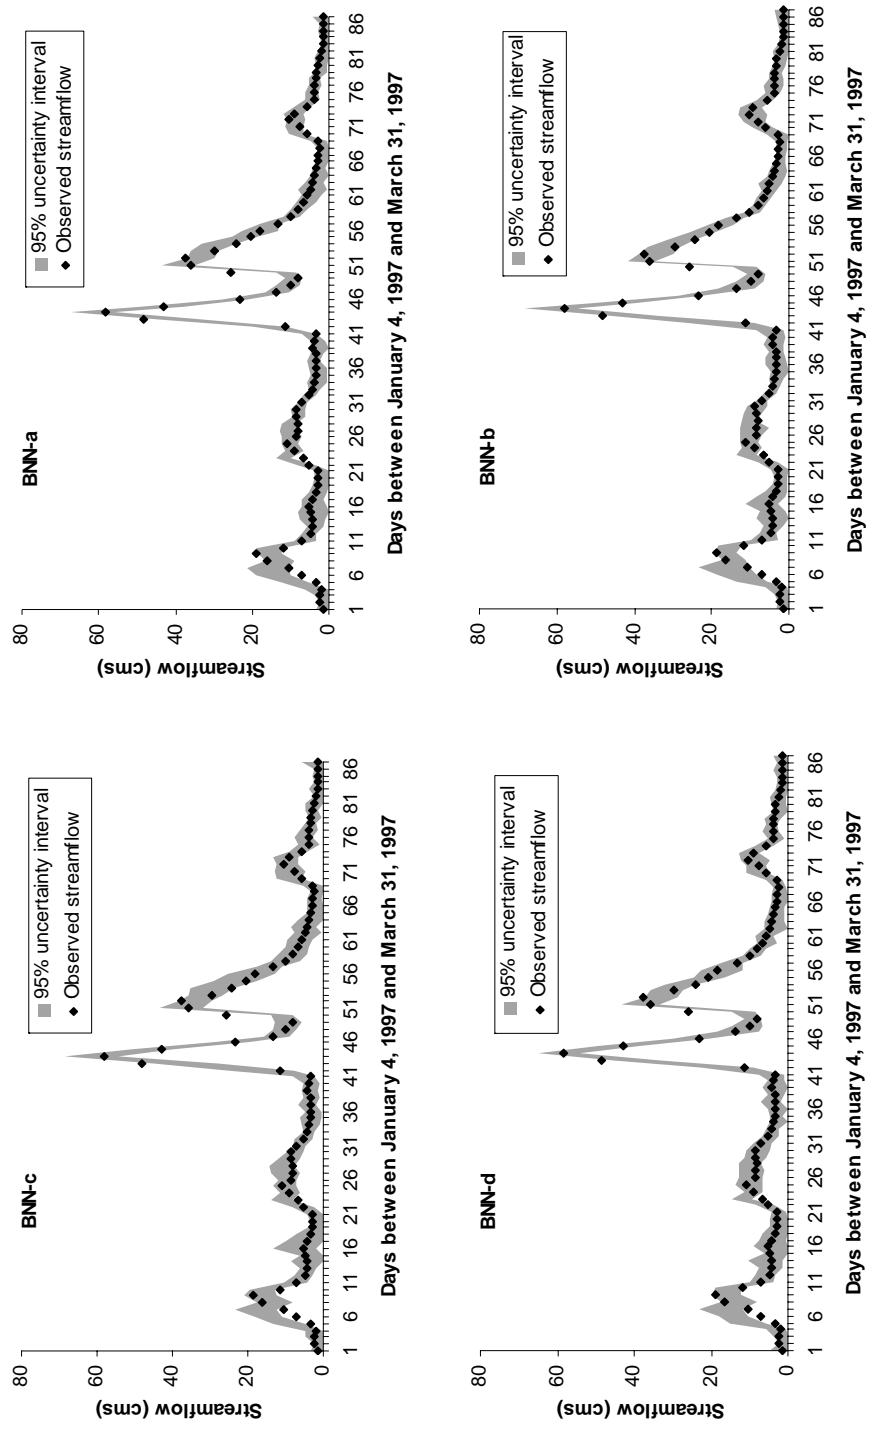 BNN-a
95% uncertainty interval
Observed streamflow
Streamflow (cms)
80
60
40
20
0
1 6 11 16 21 26 31 36 41 46 51 56 61 66 71 76 81 86
Days between January 4, 1997 and March 31, 1997
BNN-b
95% uncertainty interval
Observed streamflow
Streamflow (cms)
80
60
40
20
0
1 6 11 16 21 26 31 36 41 46 51 56 61 66 71 76 81 86
Days between January 4, 1997 and March 31, 1997
BNN-c
95% uncertainty interval
Observed streamflow
Streamflow (cms)
80
60
40
20
0
1 6 11 16 21 26 31 36 41 46 51 56 61 66 71 76 81 86
Days between January 4, 1997 and March 31, 1997
BNN-d
95% uncertainty interval
Observed streamflow
Streamflow (cms)
80
60
40
20
0
1 6 11 16 21 26 31 36 41 46 51 56 61 66 71 76 81 86
Days between January 4, 1997 and March 31, 1997